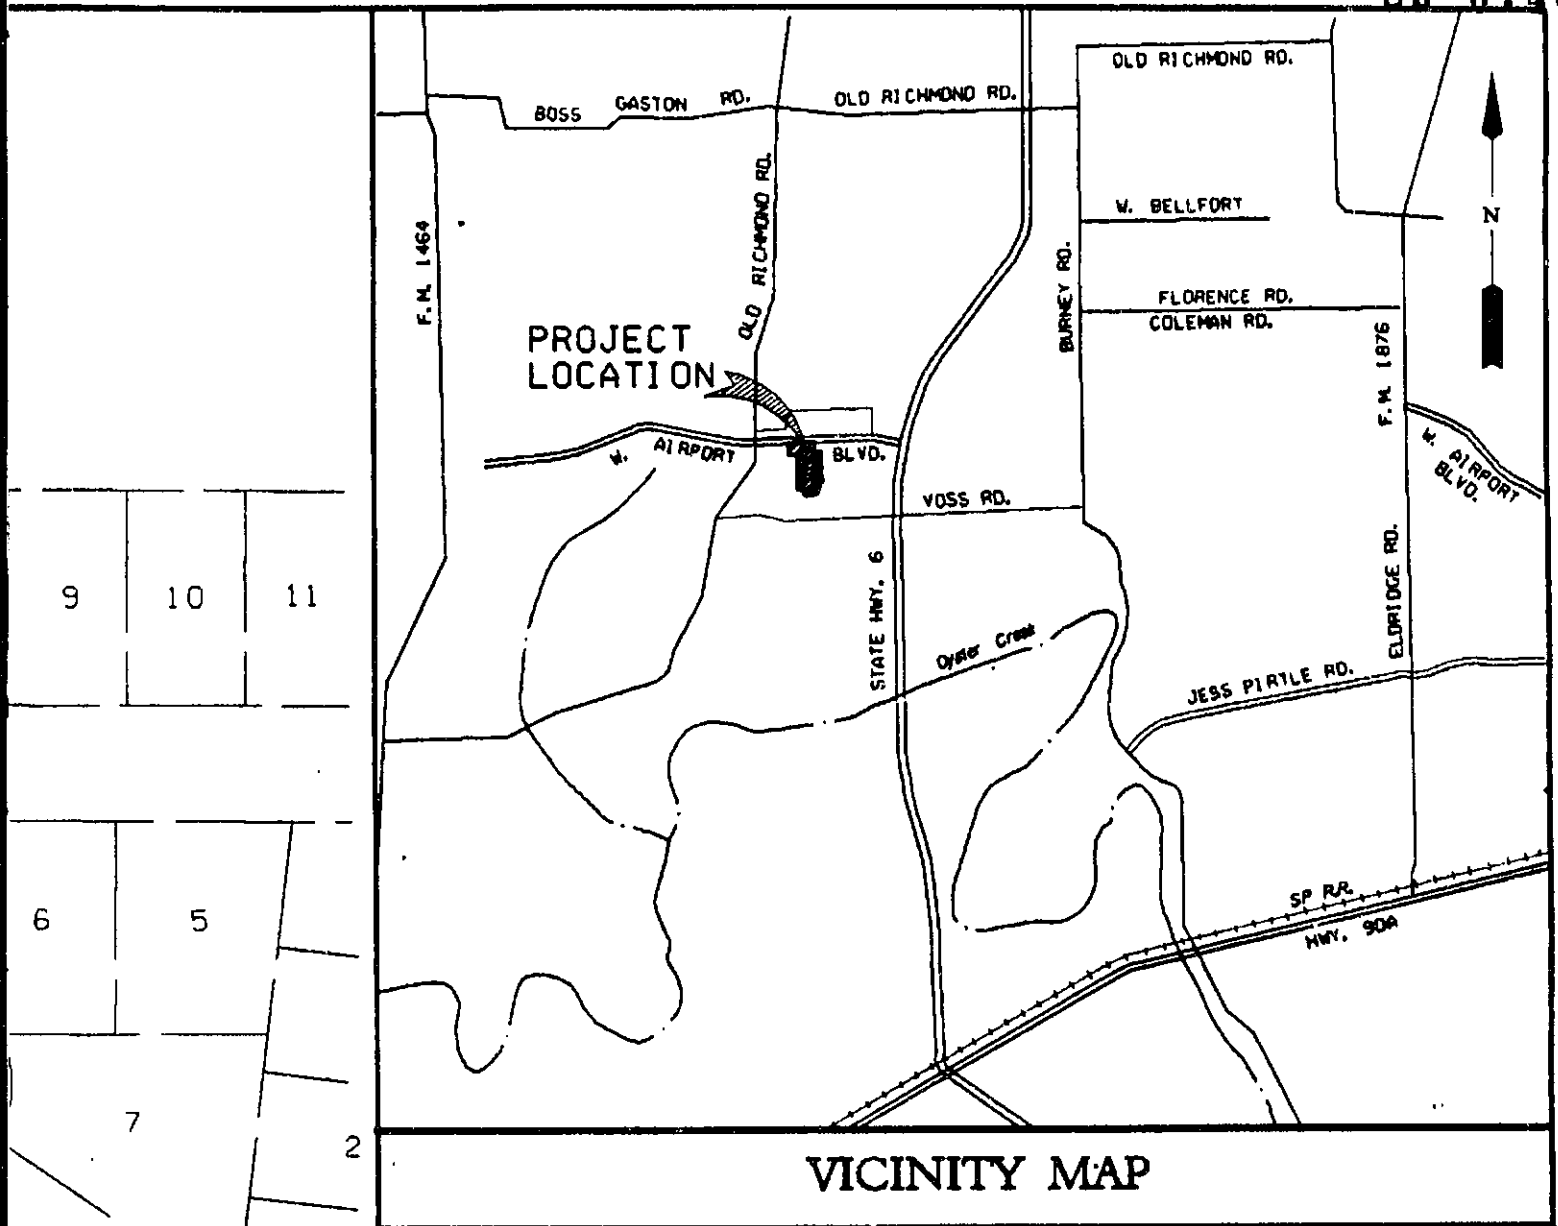 OLD RICHMOND RD.
BOSS GASTON RD.
OLD RICHMOND RD.
OLD RICHMOND RD.
F.M. 1464
W. BELLFORT
N
BURNEY RD.
FLORENCE RD.
COLEMAN RD.
F.M. 1876
PROJECT
LOCATION
W. AIRPORT BLVD.
W. AIRPORT
BLVD.
VOSS RD.
STATE HWY. 6
ELDRIDGE RD.
Oyster Creek
JESS PIRTLE RD.
SP R.R.
HWY. 90A
9
10
11
6
5
7
2
VICINITY MAP